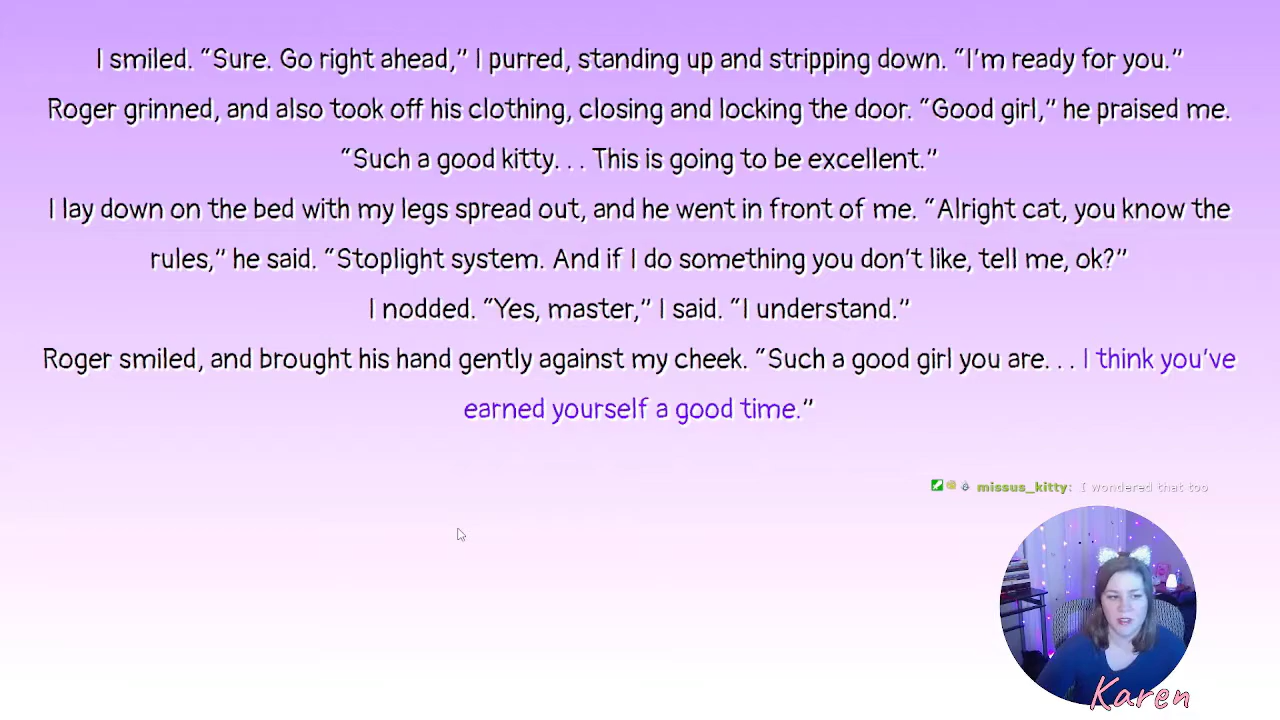 I smiled. “Sure. Go right ahead,” I purred, standing up and stripping down. “I’m ready for you.”
Roger grinned, and also took off his clothing, closing and locking the door. “Good girl,” he praised me.
“Such a good kitty. . . This is going to be excellent.”
I lay down on the bed with my legs spread out, and he went in front of me. “Alright cat, you know the
rules,” he said. “Stoplight system. And if I do something you don’t like, tell me, ok?”
I nodded. “Yes, master,” I said. “I understand.”
Roger smiled, and brought his hand gently against my cheek. “Such a good girl you are. . . I think you’ve
earned yourself a good time.”
missus_kitty: I wondered that too
Karen